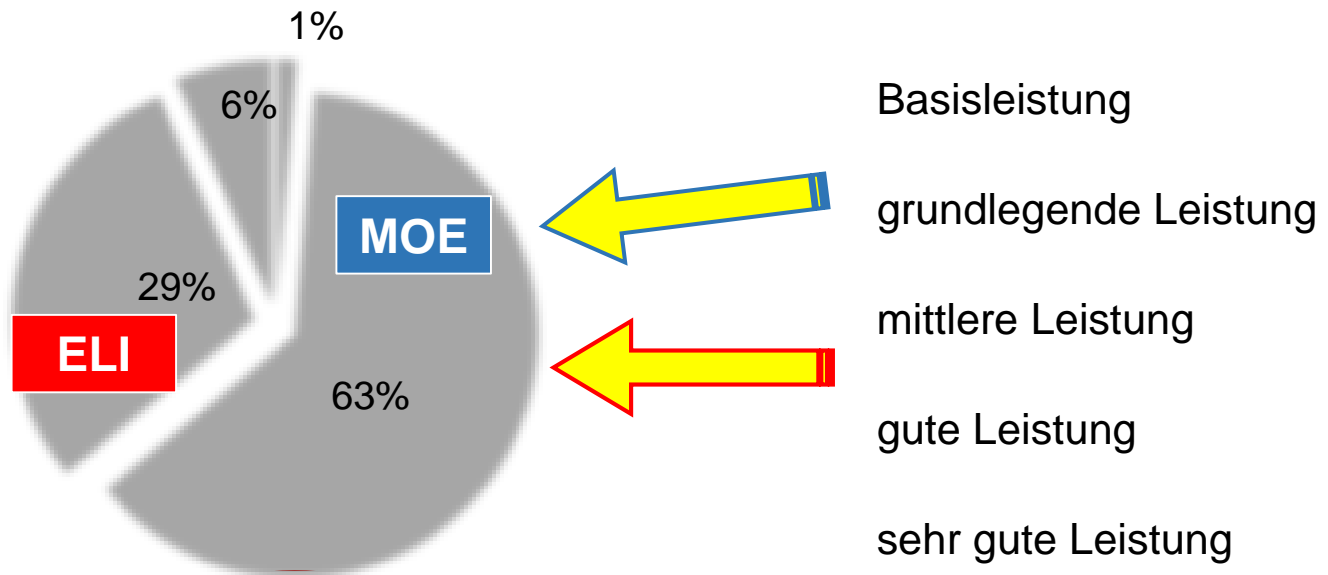 1%
6%
MOE
29%
ELI
63%
Basisleistung
grundlegende Leistung
mittlere Leistung
gute Leistung
sehr gute Leistung